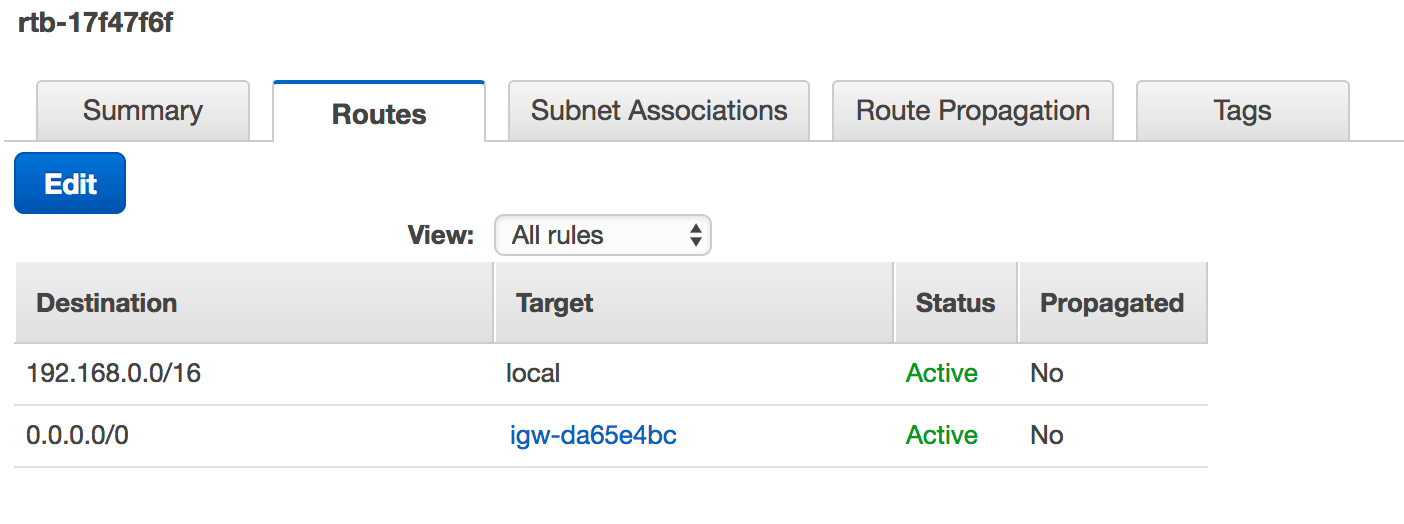 rtb-17f47f6f
Summary Routes Subnet Associations Route Propagation Tags
Edit
View: All rules
Destination Target Status Propagated
192.168.0.0/16 local Active No
0.0.0.0/0 igw-da65e4bc Active No